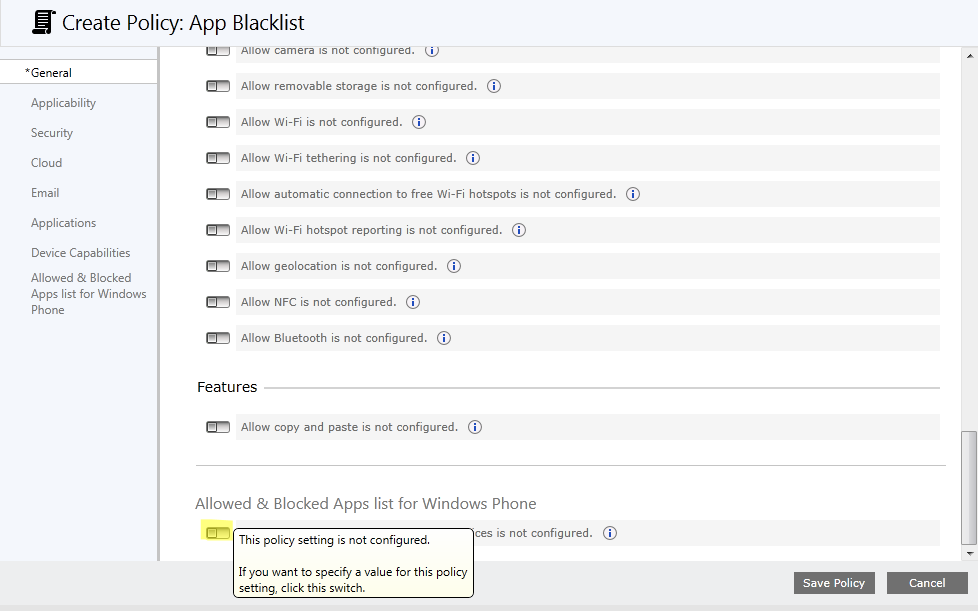 Create Policy: App Blacklist
*General
Applicability
Security
Cloud
Email
Applications
Device Capabilities
Allowed & Blocked
Apps list for Windows
Phone
Allow camera is not configured.
Allow removable storage is not configured.
Allow Wi-Fi is not configured.
Allow Wi-Fi tethering is not configured.
Allow automatic connection to free Wi-Fi hotspots is not configured.
Allow Wi-Fi hotspot reporting is not configured.
Allow geolocation is not configured.
Allow NFC is not configured.
Allow Bluetooth is not configured.
Features
Allow copy and paste is not configured.
Allowed & Blocked Apps list for Windows Phone
ces is not configured.
This policy setting is not configured.
If you want to specify a value for this policy
setting, click this switch.
Save Policy
Cancel